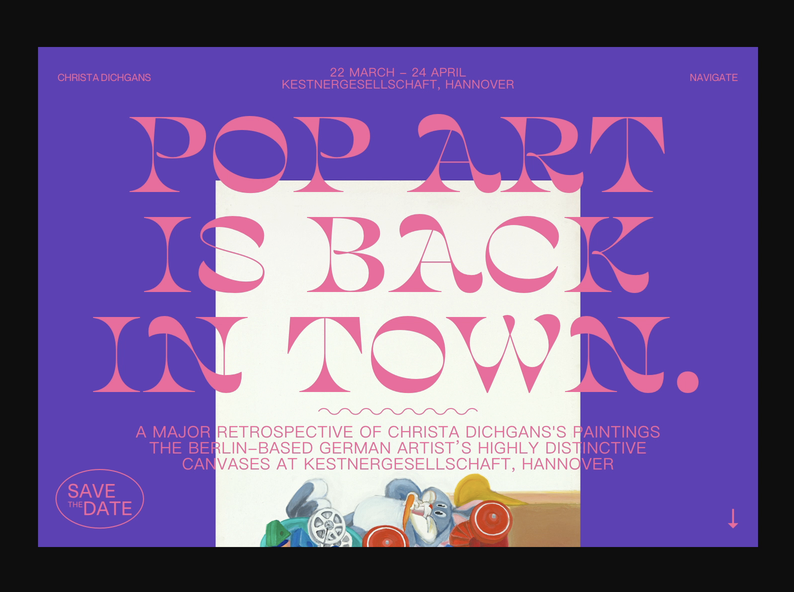 CHRISTA DICHGANS
22 MARCH – 24 APRIL
KESTNERGESELLSCHAFT, HANNOVER
NAVIGATE
POP ART
IS BACK
IN TOWN.
A MAJOR RETROSPECTIVE OF CHRISTA DICHGANS'S PAINTINGS
THE BERLIN–BASED GERMAN ARTIST’S HIGHLY DISTINCTIVE
CANVASES AT KESTNERGESELLSCHAFT, HANNOVER
SAVE
THE DATE